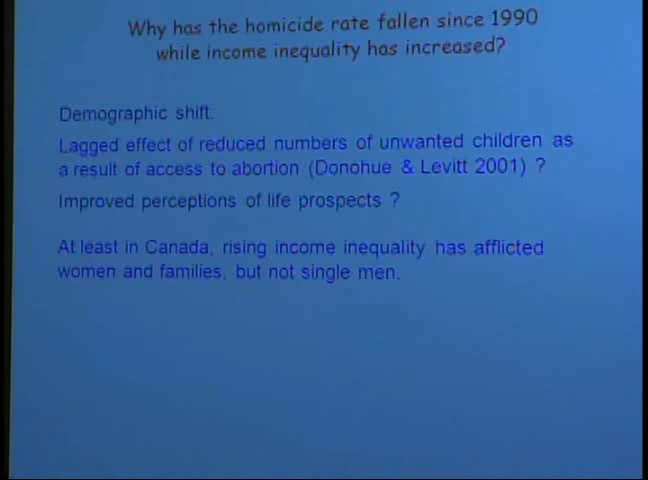 Why has the homicide rate fallen since 1990
while income inequality has increased?
Demographic shift.
Lagged effect of reduced numbers of unwanted children as
a result of access to abortion (Donohue & Levitt 2001) ?
Improved perceptions of life prospects ?
At least in Canada, rising income inequality has afflicted
women and families, but not single men.